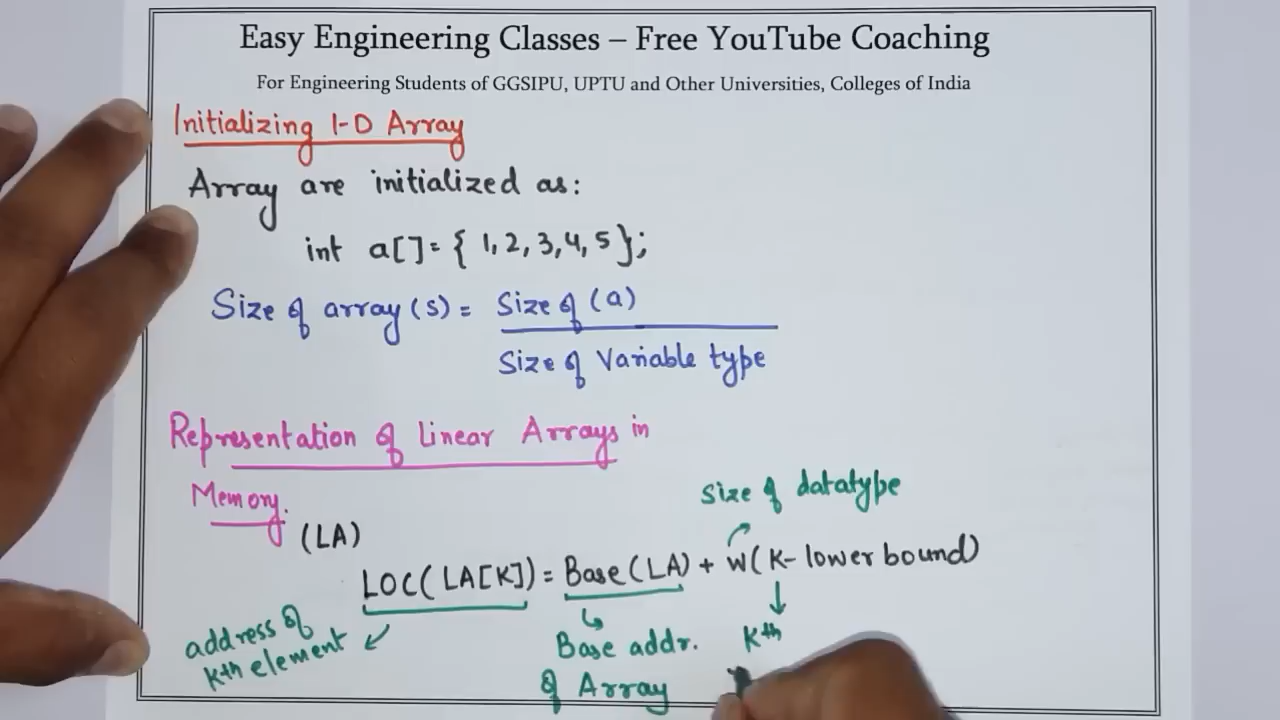 Easy Engineering Classes – Free YouTube Coaching
For Engineering Students of GGSIPU, UPTU and Other Universities, Colleges of India
Initializing 1-D Array
Array are initialized as:
int a[] = { 1, 2, 3, 4, 5 };
Size of array (s) = Size of (a)
Size of Variable type
Representation of Linear Arrays in
Memory.
(LA)
Size of datatype
LOC( LA[K]) = Base (LA) + w( K- lower bound)
address of
Kth element
Base addr.
of Array
Kth